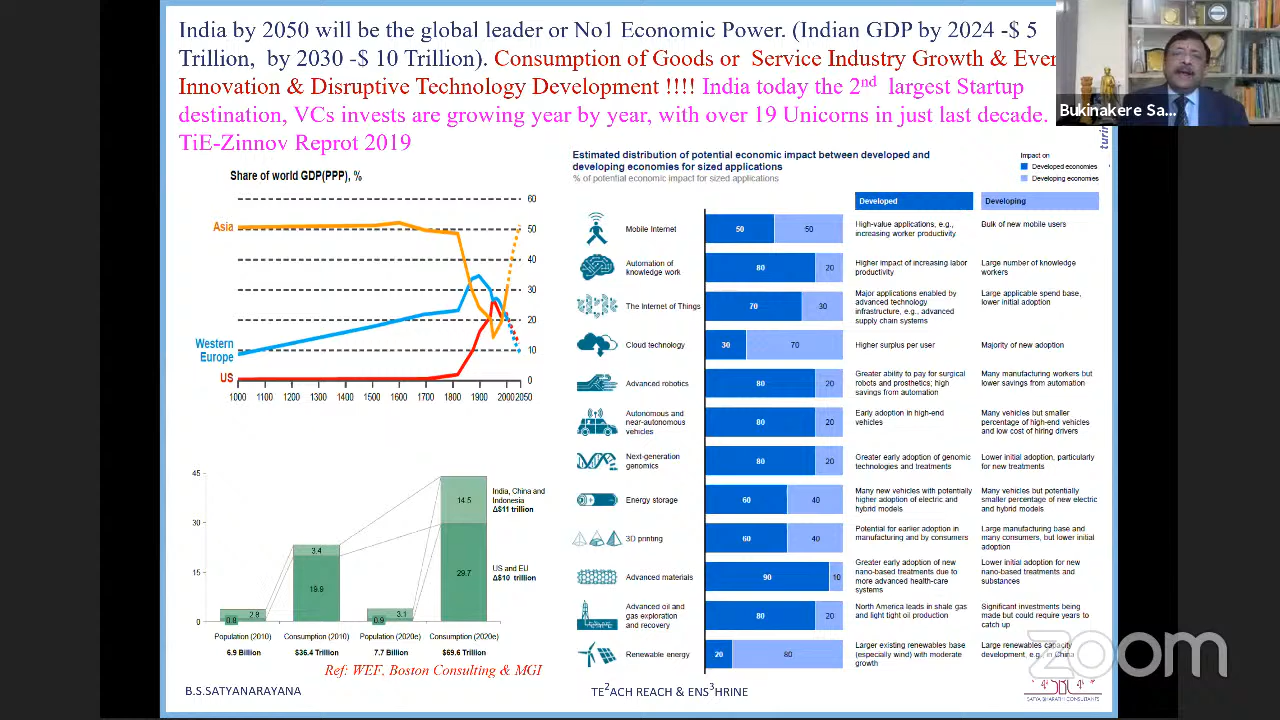 India by 2050 will be the global leader or No1 Economic Power. (Indian GDP by 2024 -$ 5
Trillion, by 2030 -$ 10 Trillion). Consumption of Goods or Service Industry Growth & Ever
Innovation & Disruptive Technology Development !!!! India today the 2nd largest Startup
destination, VCs invests are growing year by year, with over 19 Unicorns in just last decade.
TiE-Zinnov Reprot 2019
Bukinakere Sa...
Share of world GDP(PPP), %
60
Asia
50
40
30
20
Western
Europe
10
US
0
1000 1100 1200 1300 1400 1500 1600 1700 1800 1900 2000 2050
45
30
15
0
2.8
0.8
3.4
19.9
3.1
0.9
14.5
29.7
India, China and
Indonesia
Δ$11 trillion
US and EU
Δ$10 trillion
Population (2010) Consumption (2010) Population (2020e) Consumption (2020e)
6.9 Billion $36.4 Trillion 7.7 Billion $69.6 Trillion
Ref: WEF, Boston Consulting & MGI
Estimated distribution of potential economic impact between developed and
developing economies for sized applications
% of potential economic impact for sized applications
Impact on
Developed economies
Developing economies
Developed Developing
Mobile Internet 50 50
High-value applications, e.g.,
increasing worker productivity
Bulk of new mobile users
Automation of
knowledge work
80 20
Higher impact of increasing labor
productivity
Large number of knowledge
workers
The Internet of Things 70 30
Major applications enabled by
advanced technology
infrastructure, e.g., advanced
supply chain systems
Large applicable spend base,
lower initial adoption
Cloud technology 30 70
Higher surplus per user
Majority of new adoption
Advanced robotics 80 20
Greater ability to pay for surgical
robots and prosthetics; high
savings from automation
Many manufacturing workers but
lower savings from automation
Autonomous and
near-autonomous
vehicles
80 20
Early adoption in high-end
vehicles
Many vehicles but smaller
percentage of high-end vehicles
and low cost of hiring drivers
Next-generation
genomics
80 20
Greater early adoption of genomic
technologies and treatments
Lower initial adoption, particularly
for new treatments
Energy storage 60 40
Many new vehicles with potentially
higher adoption of electric and
hybrid models
Many vehicles but potentially
smaller percentage of new electric
and hybrid models
3D printing 60 40
Potential for earlier adoption in
manufacturing and by consumers
Large manufacturing base and
many consumers, but lower initial
adoption
Advanced materials 90 10
Greater early adoption of new
nano-based treatments due to
more advanced health-care
systems
Lower initial adoption for new
nano-based treatments and
substances
Advanced oil and
gas exploration
and recovery
80 20
North America leads in shale gas
and light tight oil production
Significant investments being
made but could require years to
catch up
Renewable energy 20 80
Larger existing renewables base
(especially wind) with moderate
growth
Large renewables capacity
development, e.g., in China
zoom
SATYA BHARATHI CONSULTANTS
B.S.SATYANARAYANA
TE2ACH REACH & ENS3HRINE